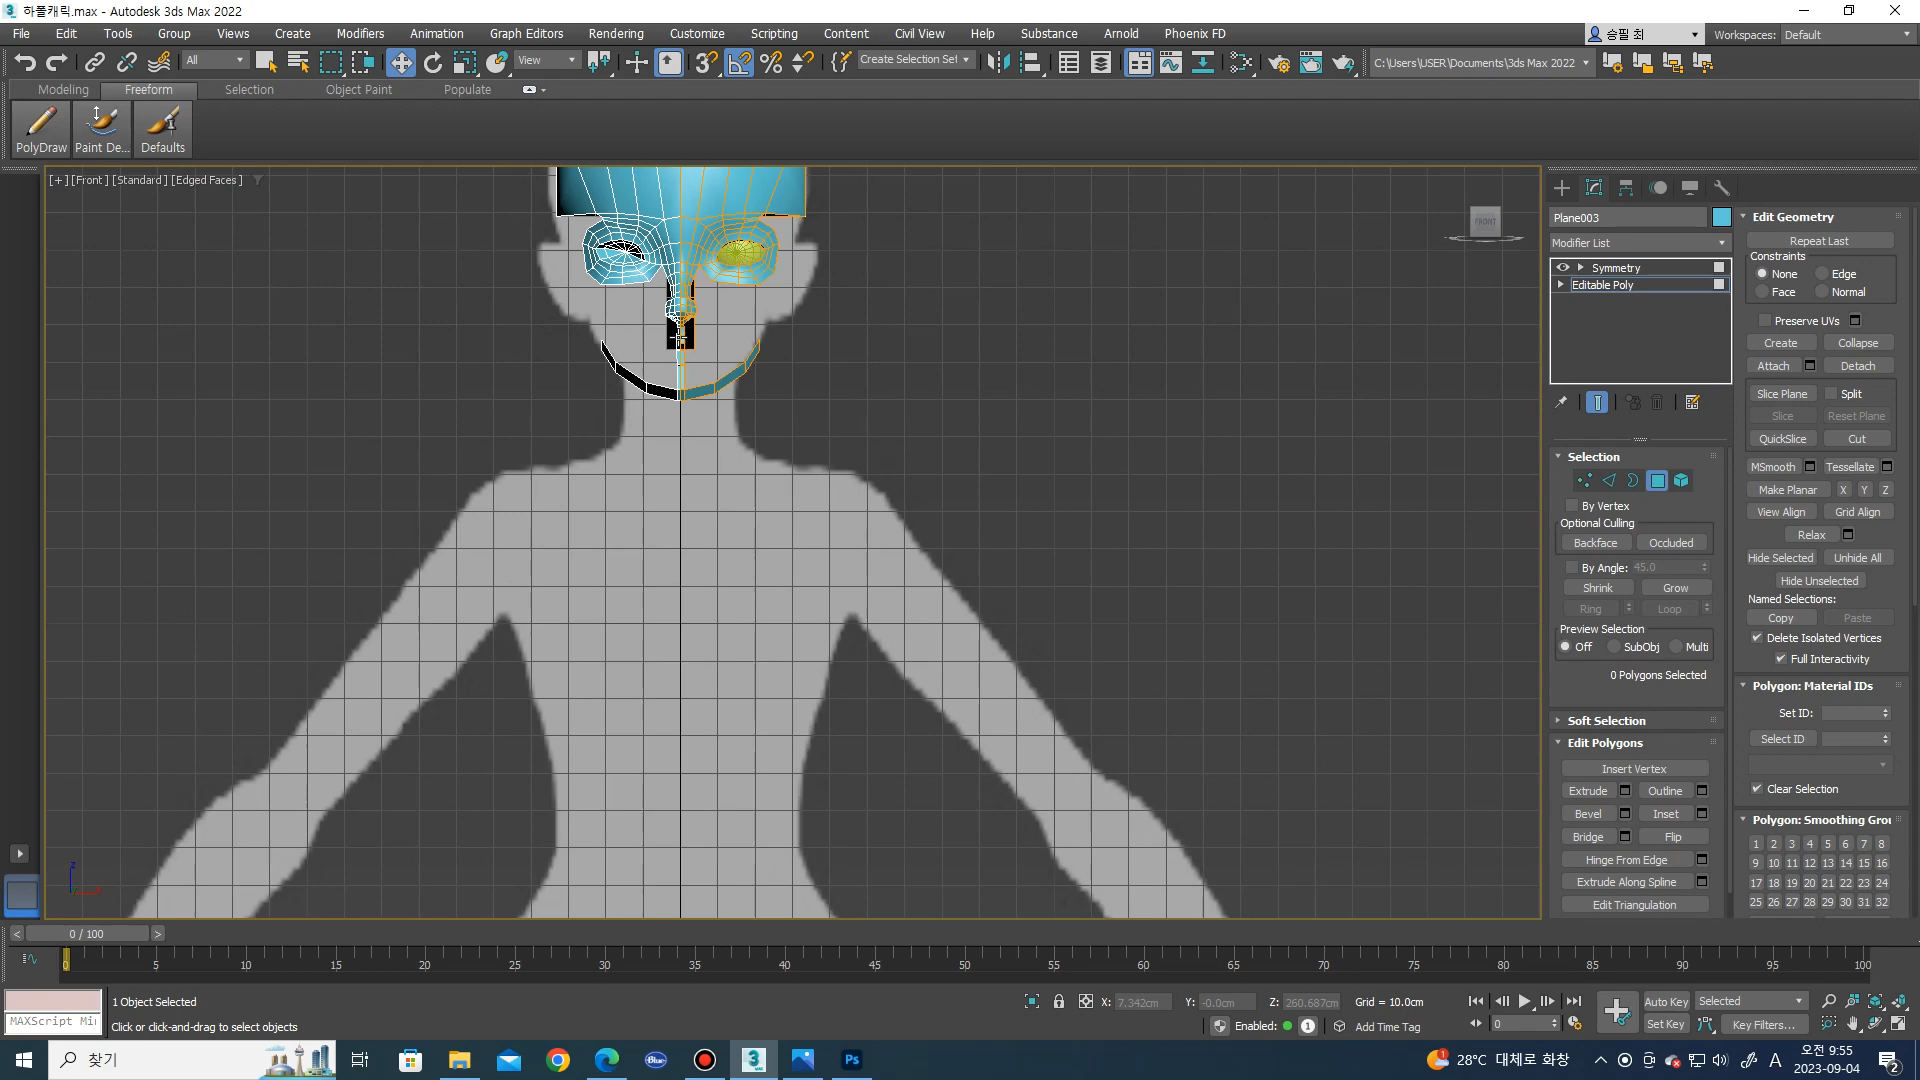 하폴캐릭.max - Autodesk 3ds Max 2022
File Edit Tools Group Views Create Modifiers Animation Graph Editors Rendering Customize Scripting Content Civil View Help Substance Arnold Phoenix FD
승필 최 Workspaces: Default
All View Create Selection Set C:\Users\USER\Documents\3ds Max 2022
Modeling Freeform Selection Object Paint Populate
PolyDraw Paint De... Defaults
[+] [Front] [Standard] [Edged Faces]
FRONT
Plane003
Modifier List
Symmetry
Editable Poly
Selection
By Vertex
Optional Culling
Backface Occluded
By Angle: 45.0
Shrink Grow
Ring Loop
Preview Selection
Off SubObj Multi
0 Polygons Selected
Soft Selection
Edit Polygons
Insert Vertex
Extrude Outline
Bevel Inset
Bridge Flip
Hinge From Edge
Extrude Along Spline
Edit Triangulation
Edit Geometry
Repeat Last
Constraints
None Edge
Face Normal
Preserve UVs
Create Collapse
Attach Detach
Slice Plane Split
Slice Reset Plane
QuickSlice Cut
MSmooth Tessellate
Make Planar X Y Z
View Align Grid Align
Relax
Hide Selected Unhide All
Hide Unselected
Named Selections:
Copy Paste
Delete Isolated Vertices
Full Interactivity
Polygon: Material IDs
Set ID:
Select ID
Clear Selection
Polygon: Smoothing Grou
1 2 3 4 5 6 7 8
9 10 11 12 13 14 15 16
17 18 19 20 21 22 23 24
25 26 27 28 29 30 31 32
z
< 0 / 100 >
0 5 10 15 20 25 30 35 40 45 50 55 60 65 70 75 80 85 90 95 100
1 Object Selected
X: 7.342cm Y: -0.0cm Z: 260.687cm Grid = 10.0cm
Auto Key Selected
MAXScript Mi
Click or click-and-drag to select objects
Enabled: 1 Add Time Tag
0
Set Key Key Filters...
찾기
Blue
3
Ps
28°C 대체로 화창
A
오전 9:55
2023-09-04
2